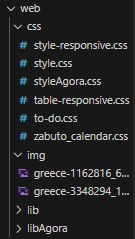 web
css
style-responsive.css
style.css
styleAgora.css
table-responsive.css
to-do.css
zabuto_calendar.css
img
greece-1162816_6...
greece-3348294_1...
lib
libAgora